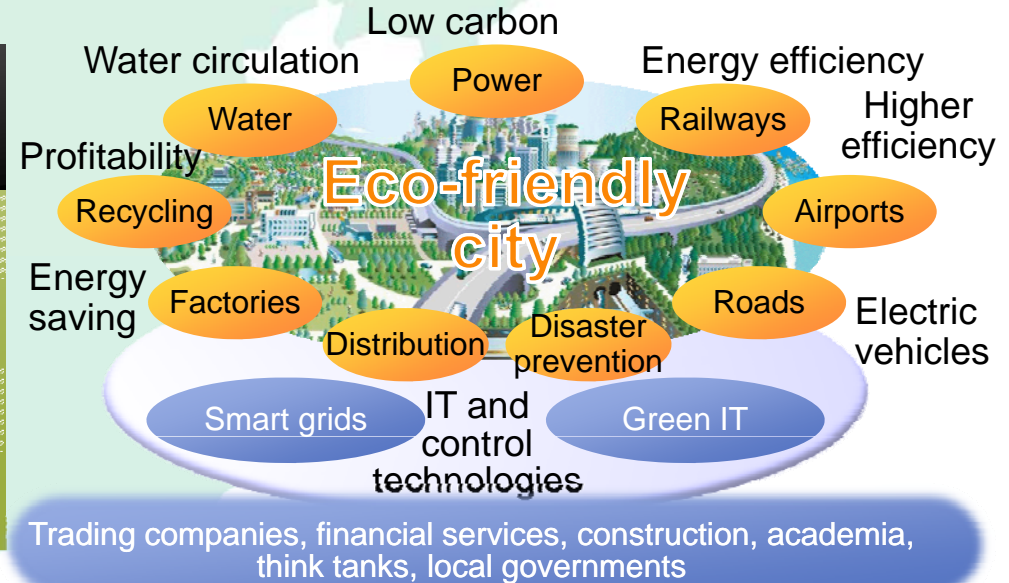 Low carbon
Water circulation
Power
Energy efficiency
Water
Railways
Higher
efficiency
Profitability
Eco-friendly
city
Recycling
Airports
Energy
saving
Factories
Roads
Electric
vehicles
Distribution
Disaster
prevention
Smart grids
IT and
control
technologies
Green IT
Trading companies, financial services, construction, academia,
think tanks, local governments